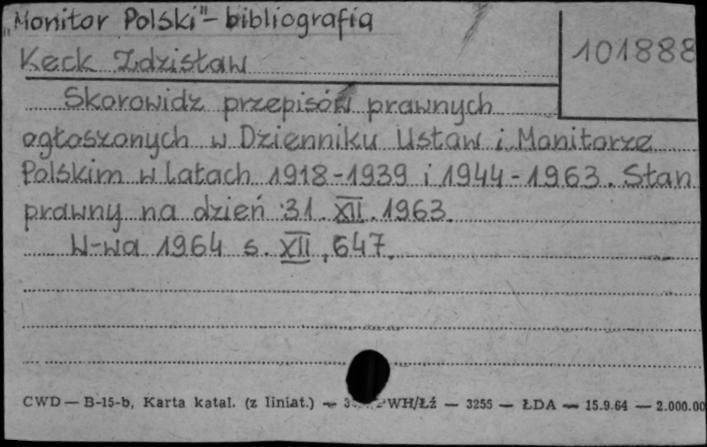 „Monitor Polski"-bibliografia
101888
Keck Zdzisław
Skorowidz przepisów prawnych
ogłoszonych w Dzienniku Ustaw i Monitorze
Polskim w latach 1918-1939 i 1944-1963. Stan
prawny na dzień 31. XII. 1963.
W-wa 1964 s. XII, 647.
CWD — B-15-b, Karta katal. (z liniat.) — WH/Łź — 3255 — ŁDA — 15.9.64 — 2.000.00